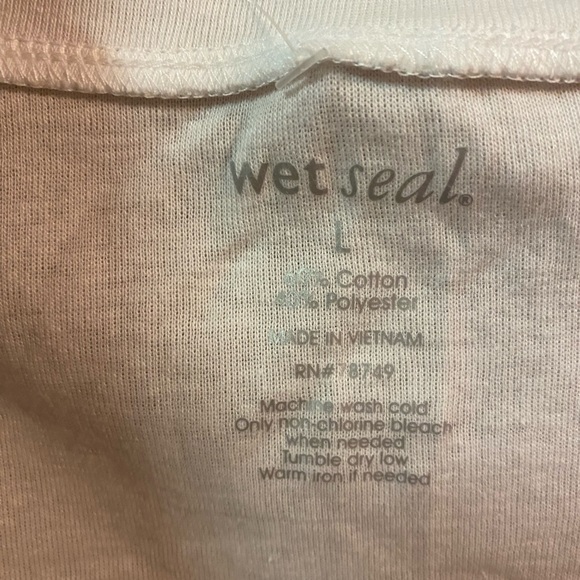 wet seal®
L
Cotton
Polyester
MADE IN VIETNAM
RN# 78749
Machine wash cold
Only non-chlorine bleach
when needed
Tumble dry low
Warm iron if needed